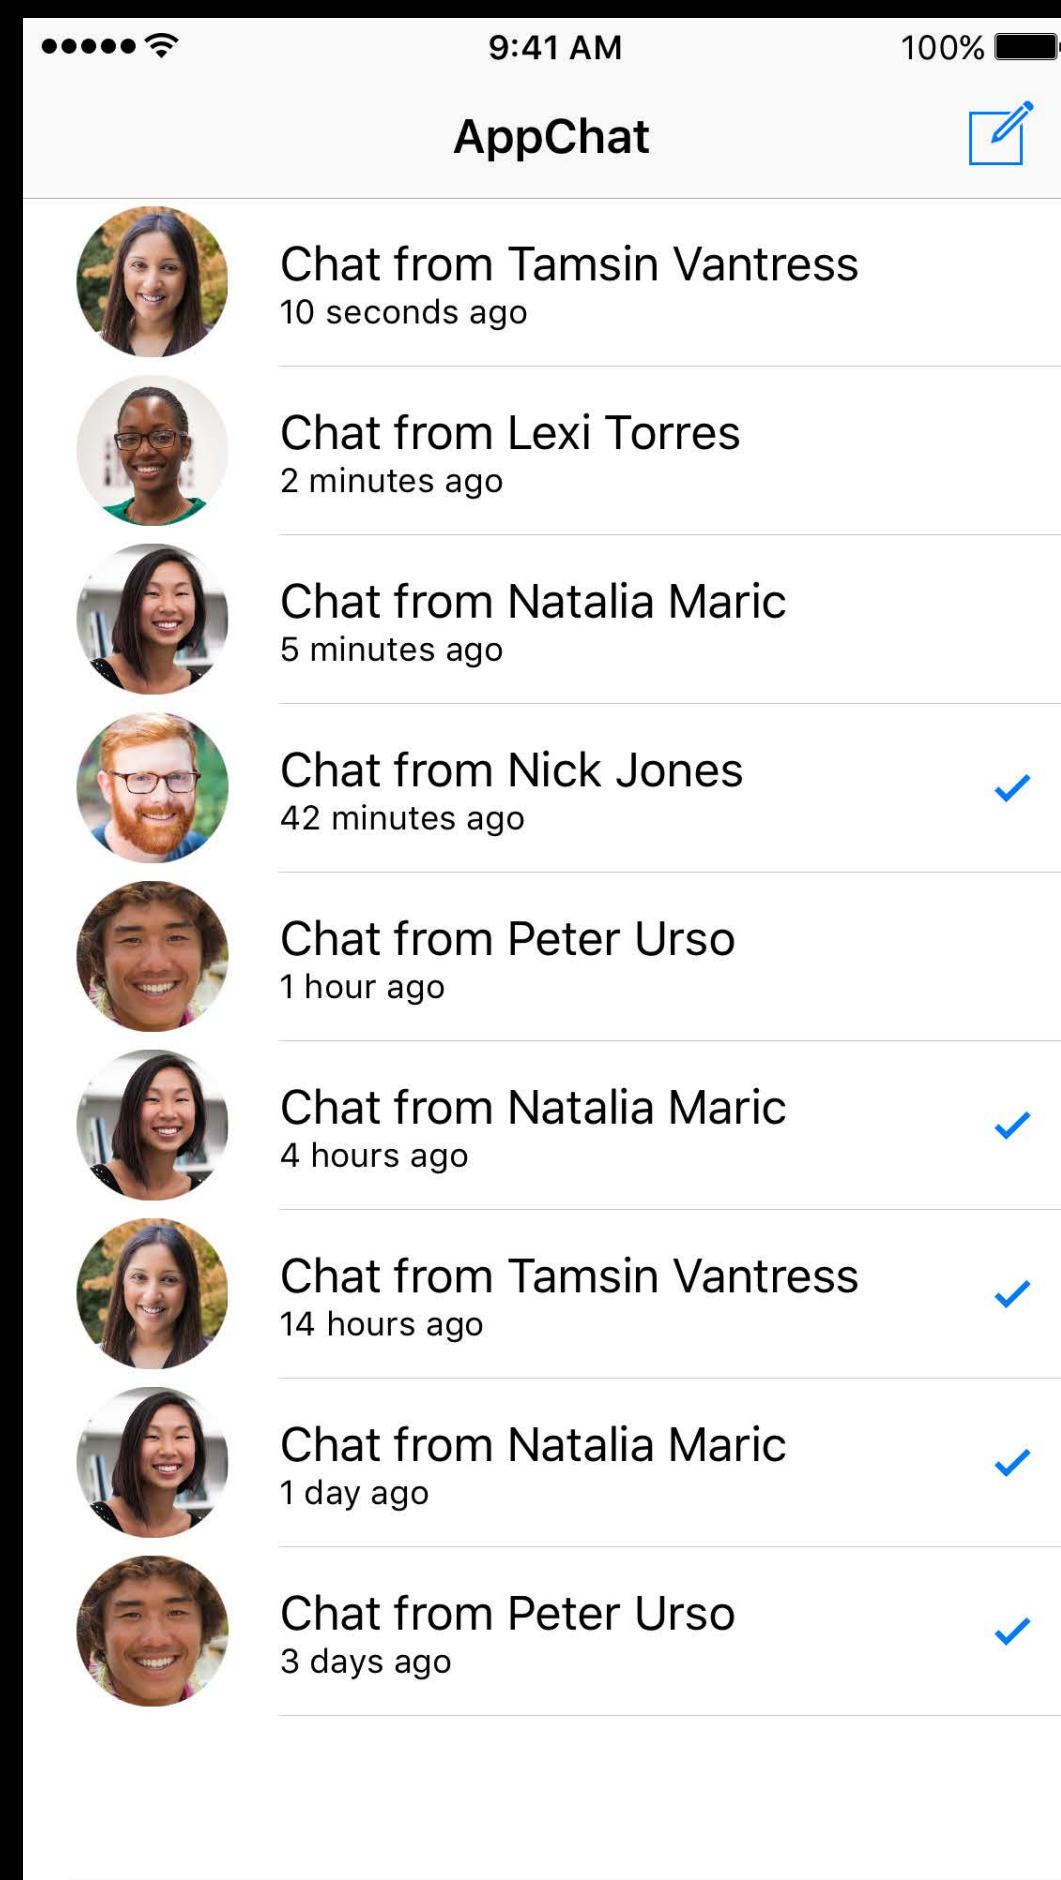 9:41 AM
100%
AppChat
Chat from Tamsin Vantress
10 seconds ago
Chat from Lexi Torres
2 minutes ago
Chat from Natalia Maric
5 minutes ago
Chat from Nick Jones
42 minutes ago
Chat from Peter Urso
1 hour ago
Chat from Natalia Maric
4 hours ago
Chat from Tamsin Vantress
14 hours ago
Chat from Natalia Maric
1 day ago
Chat from Peter Urso
3 days ago